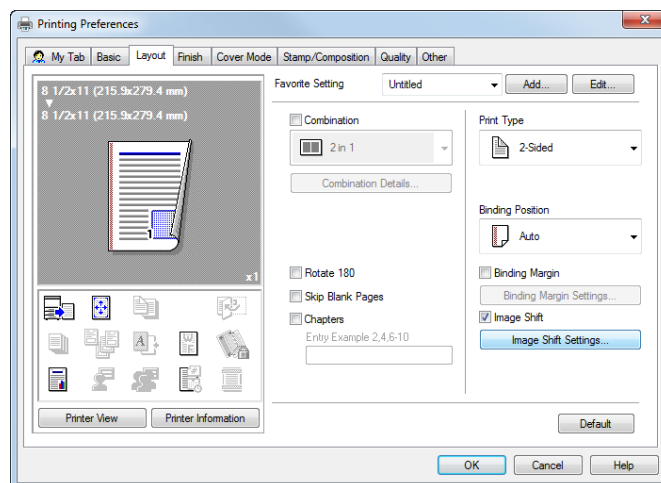 Printing Preferences
My Tab Basic Layout Finish Cover Mode Stamp/Composition Quality Other
8 1/2x11 (215.9x279.4 mm)
8 1/2x11 (215.9x279.4 mm)
1
x1
Printer View Printer Information
Favorite Setting Untitled Add... Edit...
Combination
2 in 1
Combination Details...
Rotate 180
Skip Blank Pages
Chapters
Entry Example 2,4,6-10
Print Type
2-Sided
Binding Position
Auto
Binding Margin
Binding Margin Settings...
Image Shift
Image Shift Settings...
Default
OK Cancel Help